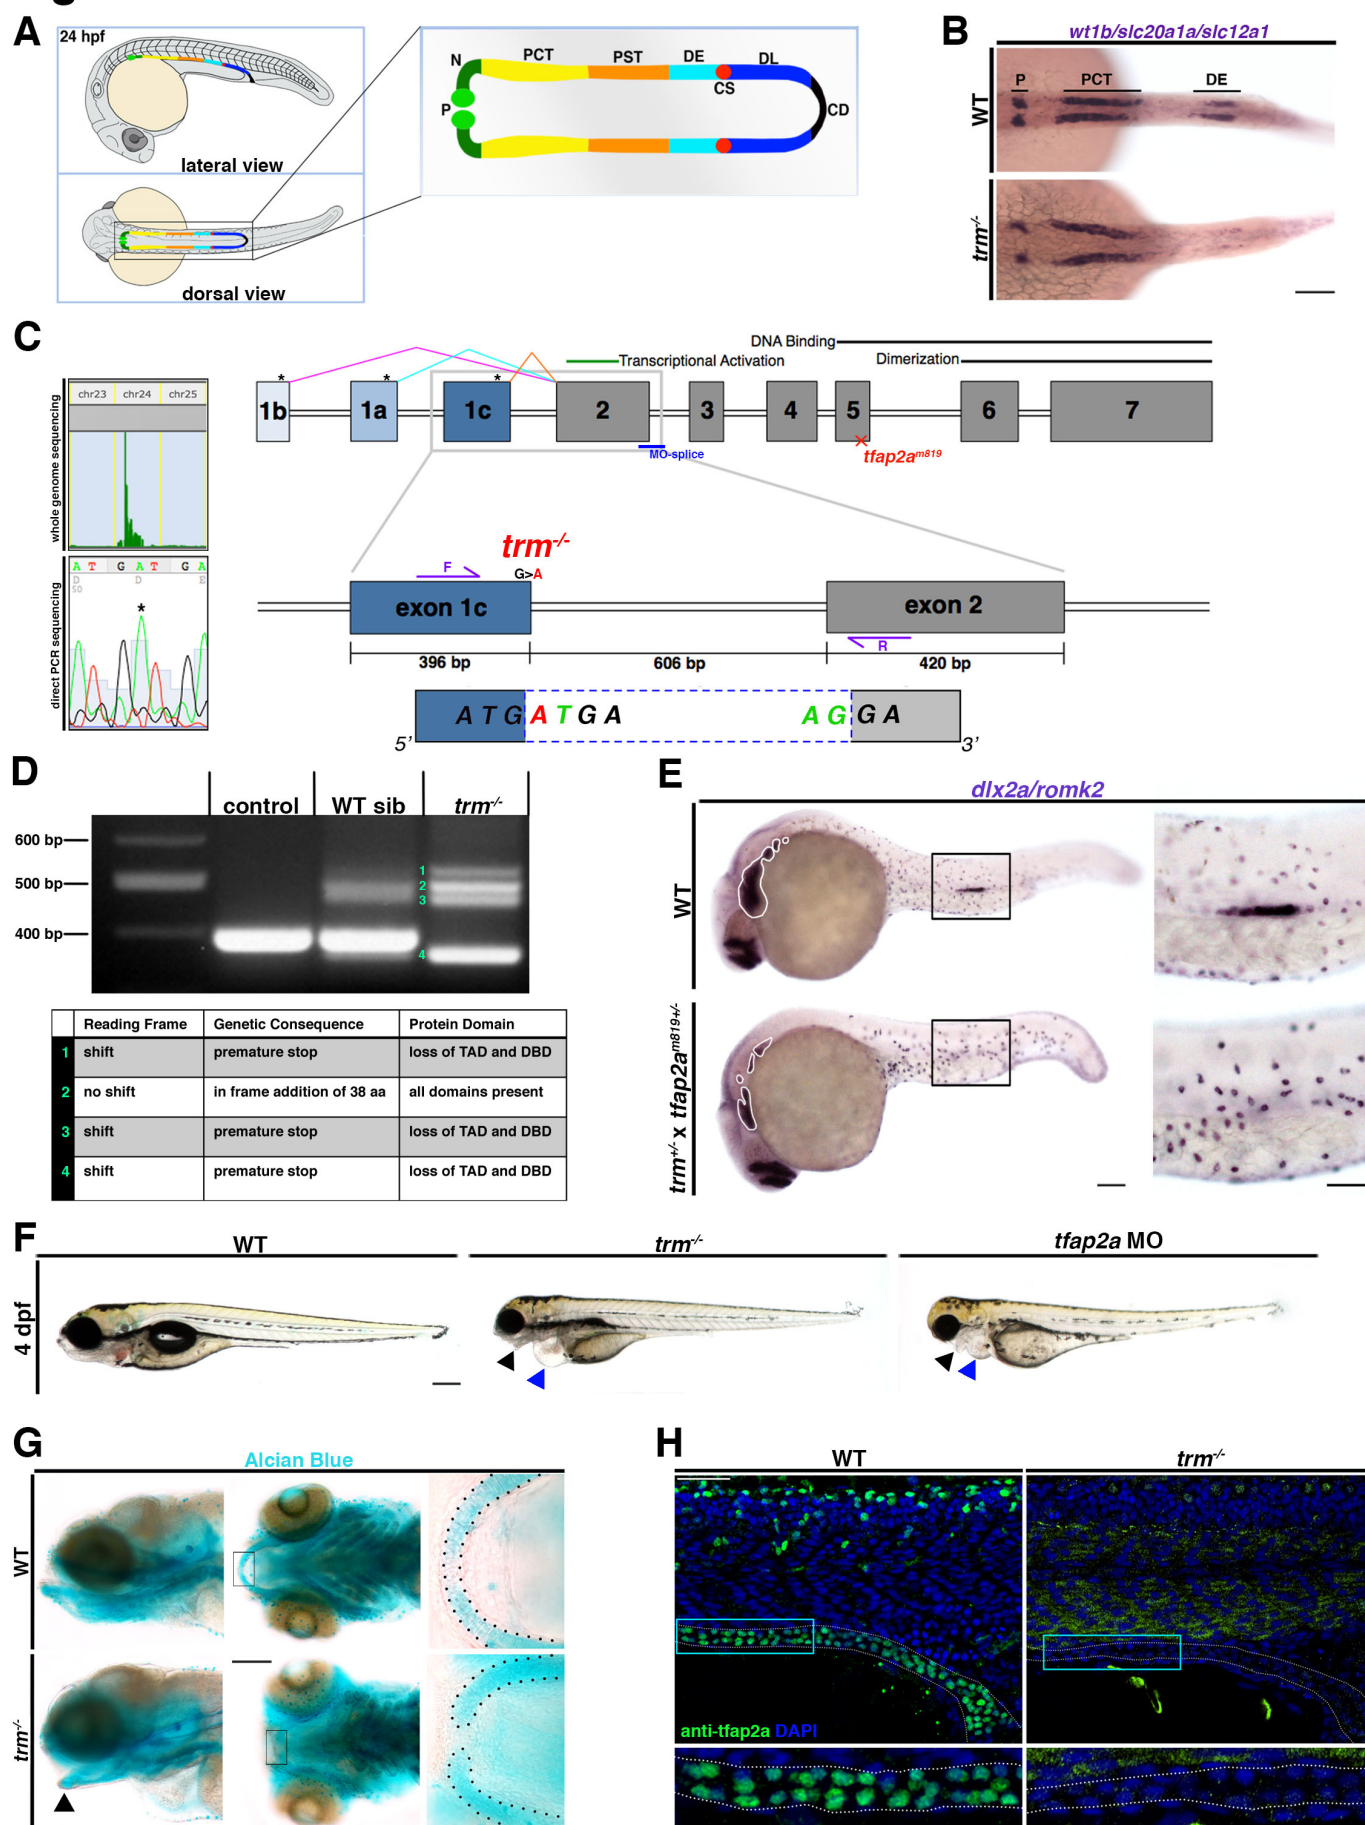 A
24 hpf
lateral view
dorsal view
N
PCT
PST
DE
DL
CS
P
CD
B
wt1b/slc20a1a/slc12a1
P
PCT
DE
WT
trm-/-
C
whole genome sequencing
chr23
chr24
chr25
direct PCR sequencing
A T G A T G A
D D E
50
*
DNA Binding
Transcriptional Activation
Dimerization
* * *
1b 1a 1c 2 3 4 5 6 7
MO-splice
tfap2am819
trm-/-
G>A
F
exon 1c
exon 2
R
396 bp
606 bp
420 bp
A T G A T G A A G G A
5’
3’
D
control
WT sib
trm-/-
600 bp
500 bp
400 bp
1
2
3
4
Reading Frame Genetic Consequence Protein Domain
1 shift premature stop loss of TAD and DBD
2 no shift in frame addition of 38 aa all domains present
3 shift premature stop loss of TAD and DBD
4 shift premature stop loss of TAD and DBD
E
dlx2a/romk2
WT
trm+/- x tfap2am819+/-
F
WT
trm-/-
tfap2a MO
4 dpf
G
Alcian Blue
WT
trm-/-
H
WT
trm-/-
anti-tfap2a DAPI